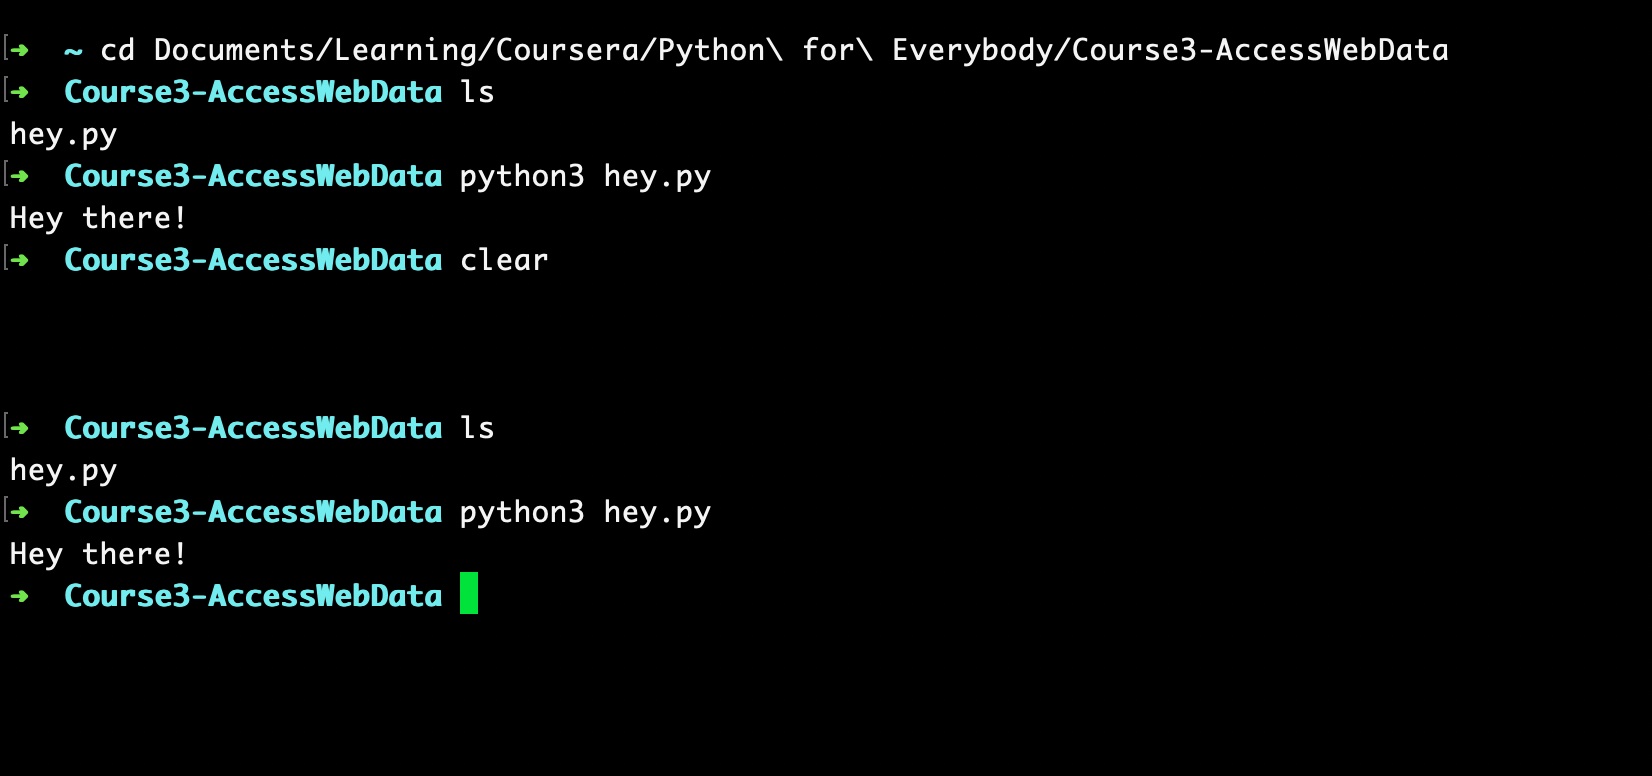 ➜  ~ cd Documents/Learning/Coursera/Python\ for\ Everybody/Course3-AccessWebData
➜  Course3-AccessWebData ls
hey.py
➜  Course3-AccessWebData python3 hey.py
Hey there!
➜  Course3-AccessWebData clear
➜  Course3-AccessWebData ls
hey.py
➜  Course3-AccessWebData python3 hey.py
Hey there!
➜  Course3-AccessWebData